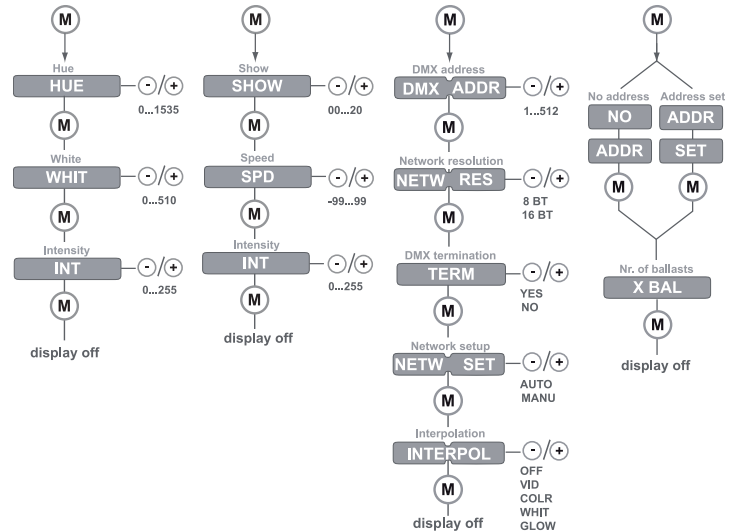 M
Hue
HUE
-/+
0...1535
M
White
WHIT
-/+
0...510
M
Intensity
INT
-/+
0...255
M
display off
M
Show
SHOW
-/+
00...20
M
Speed
SPD
-/+
-99...99
M
Intensity
INT
-/+
0...255
M
display off
M
DMX address
DMX ADDR
-/+
1...512
M
Network resolution
NETW RES
-/+
8 BT
16 BT
M
DMX termination
TERM
-/+
YES
NO
M
Network setup
NETW SET
-/+
AUTO
MANU
M
Interpolation
INTERPOL
-/+
OFF
VID
COLR
WHIT
GLOW
M
display off
M
No address
NO
ADDR
M
Address set
ADDR
SET
M
Nr. of ballasts
X BAL
M
display off